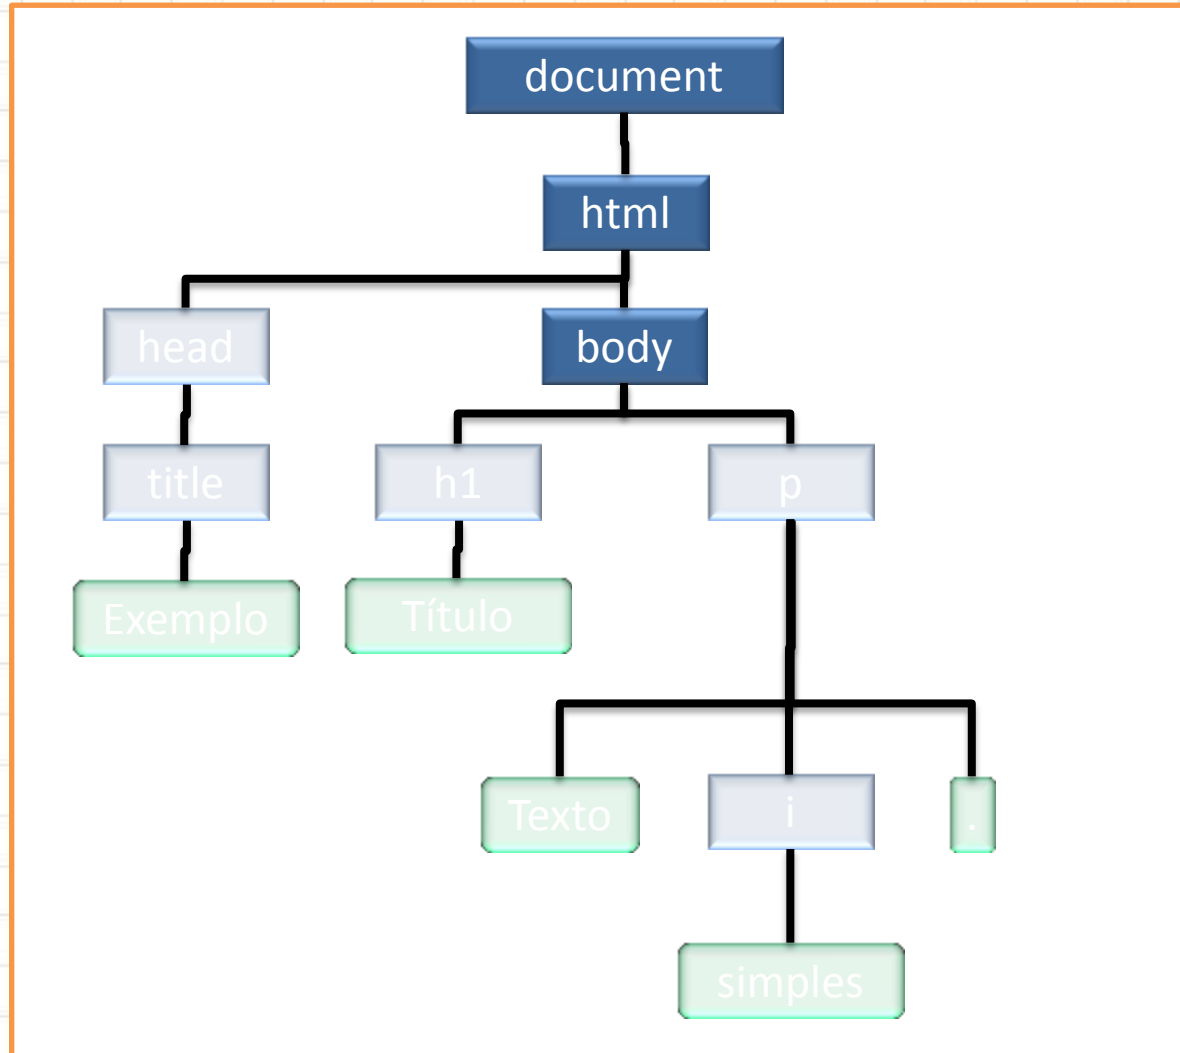 document
html
head
body
title
h1
p
Exemplo
Título
Texto
i
.
simples